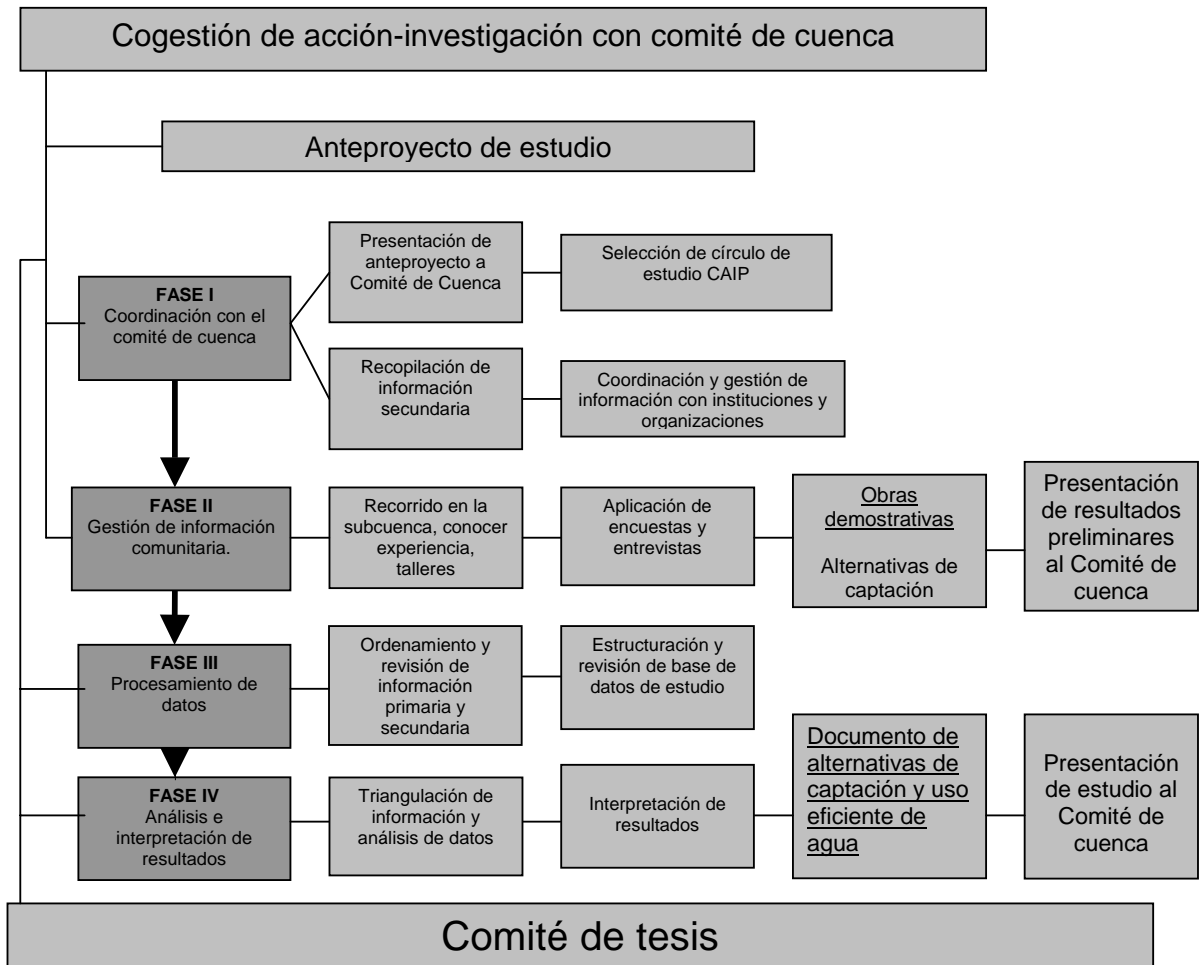 Cogestión de acción-investigación con comité de cuenca
Anteproyecto de estudio
Presentación de
anteproyecto a
Comité de Cuenca
Selección de círculo de
estudio CAIP
FASE I
Coordinación con el
comité de cuenca
Recopilación de
información
secundaria
Coordinación y gestión de
información con instituciones y
organizaciones
FASE II
Gestión de información
comunitaria.
Recorrido en la
subcuenca, conocer
experiencia,
talleres
Aplicación de
encuestas y
entrevistas
Obras
demostrativas
Alternativas de
captación
Presentación
de resultados
preliminares
al Comité de
cuenca
FASE III
Procesamiento de
datos
Ordenamiento y
revisión de
información
primaria y
secundaria
Estructuración y
revisión de base de
datos de estudio
FASE IV
Análisis e
interpretación de
resultados
Triangulación de
información y
análisis de datos
Interpretación de
resultados
Documento de
alternativas de
captación y uso
eficiente de
agua
Presentación
de estudio al
Comité de
cuenca
Comité de tesis